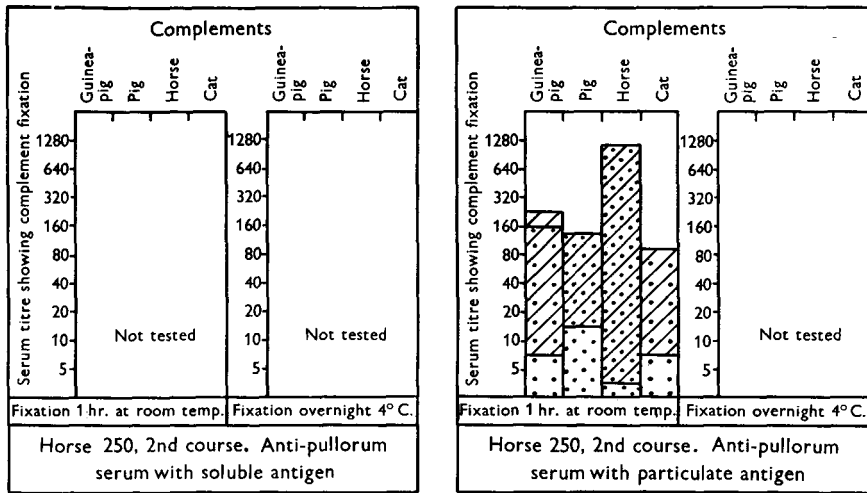 Complements
Guinea-
pig
Pig
Horse
Cat
Guinea-
pig
Pig
Horse
Cat
Serum titre showing complement fixation
1280
640
320
160
80
40
20
10
5
Not tested
1280
640
320
160
80
40
20
10
5
Not tested
Fixation 1 hr. at room temp.
Fixation overnight 4° C.
Horse 250, 2nd course. Anti-pullorum
serum with soluble antigen
Complements
Guinea-
pig
Pig
Horse
Cat
Guinea-
pig
Pig
Horse
Cat
Serum titre showing complement fixation
1280
640
320
160
80
40
20
10
5
1280
640
320
160
80
40
20
10
5
Not tested
Fixation 1 hr. at room temp.
Fixation overnight 4° C.
Horse 250, 2nd course. Anti-pullorum
serum with particulate antigen